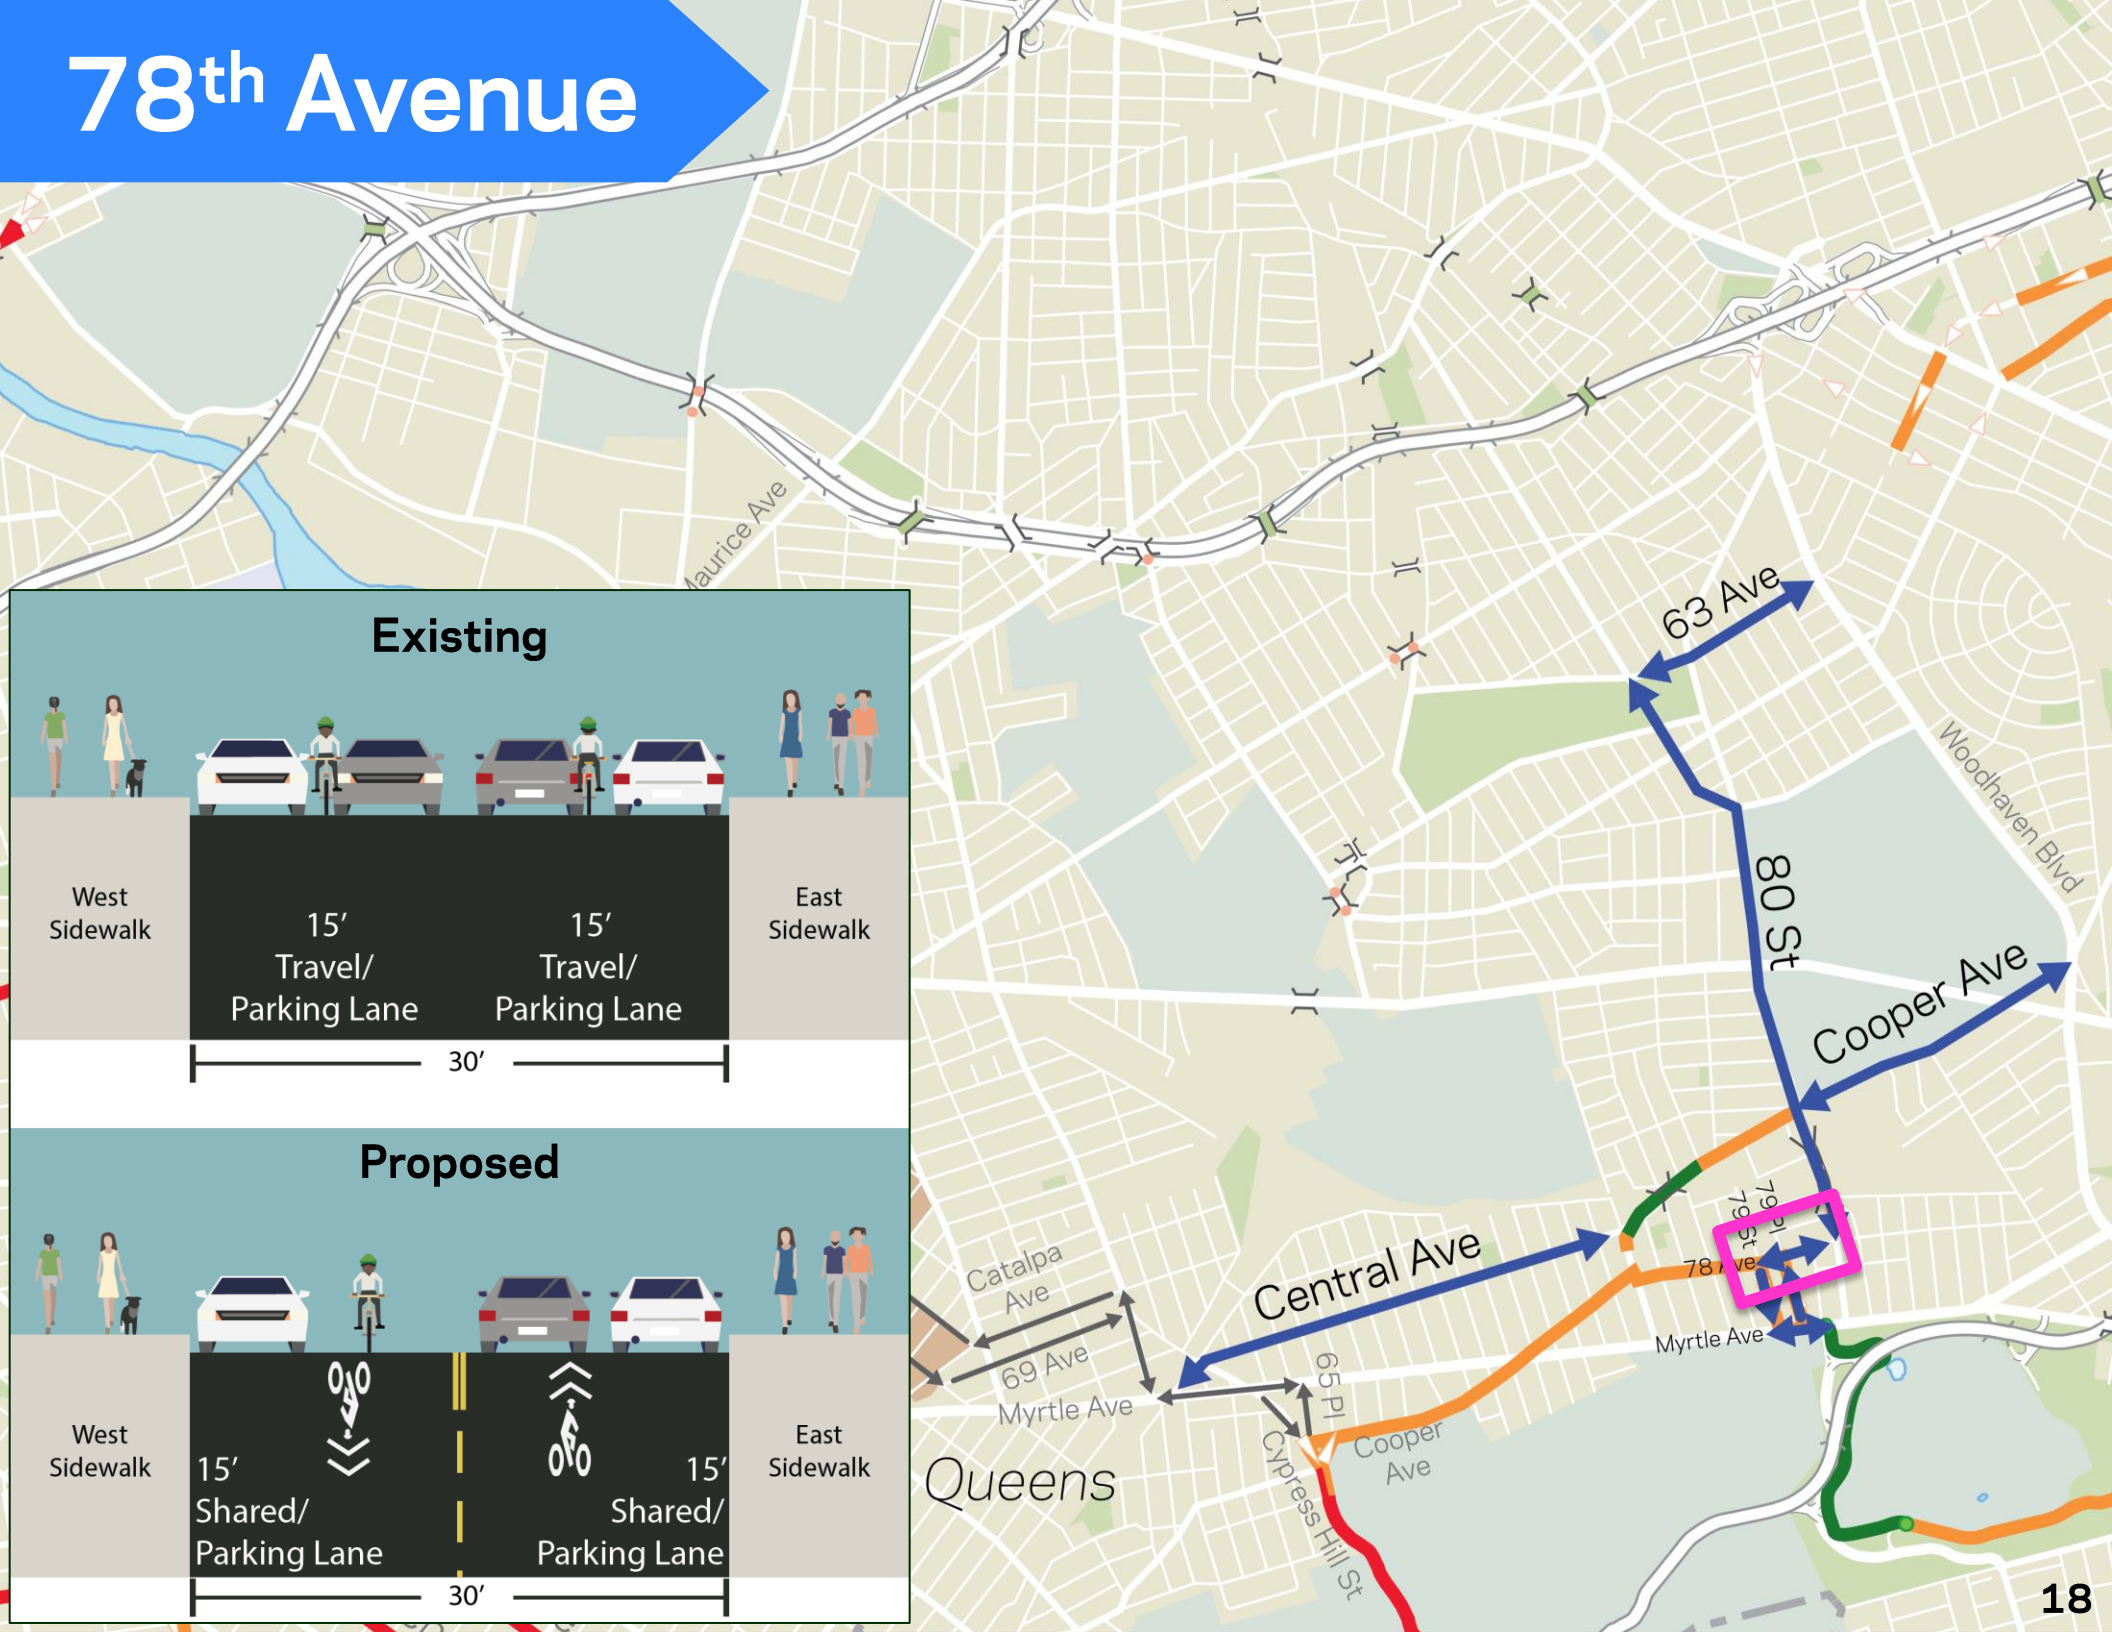 78th Avenue
Maurice Ave
Existing
West
Sidewalk
15'
Travel/
Parking Lane
15'
Travel/
Parking Lane
East
Sidewalk
30'
Proposed
West
Sidewalk
15'
Shared/
Parking Lane
15'
Shared/
Parking Lane
East
Sidewalk
30'
63 Ave
Woodhaven Blvd
80 St
Cooper Ave
79 Pl
79 St
78 Ave
Central Ave
Catalpa
Ave
69 Ave
Myrtle Ave
Myrtle Ave
65 Pl
Cooper
Ave
Cypress Hill St
Queens
18